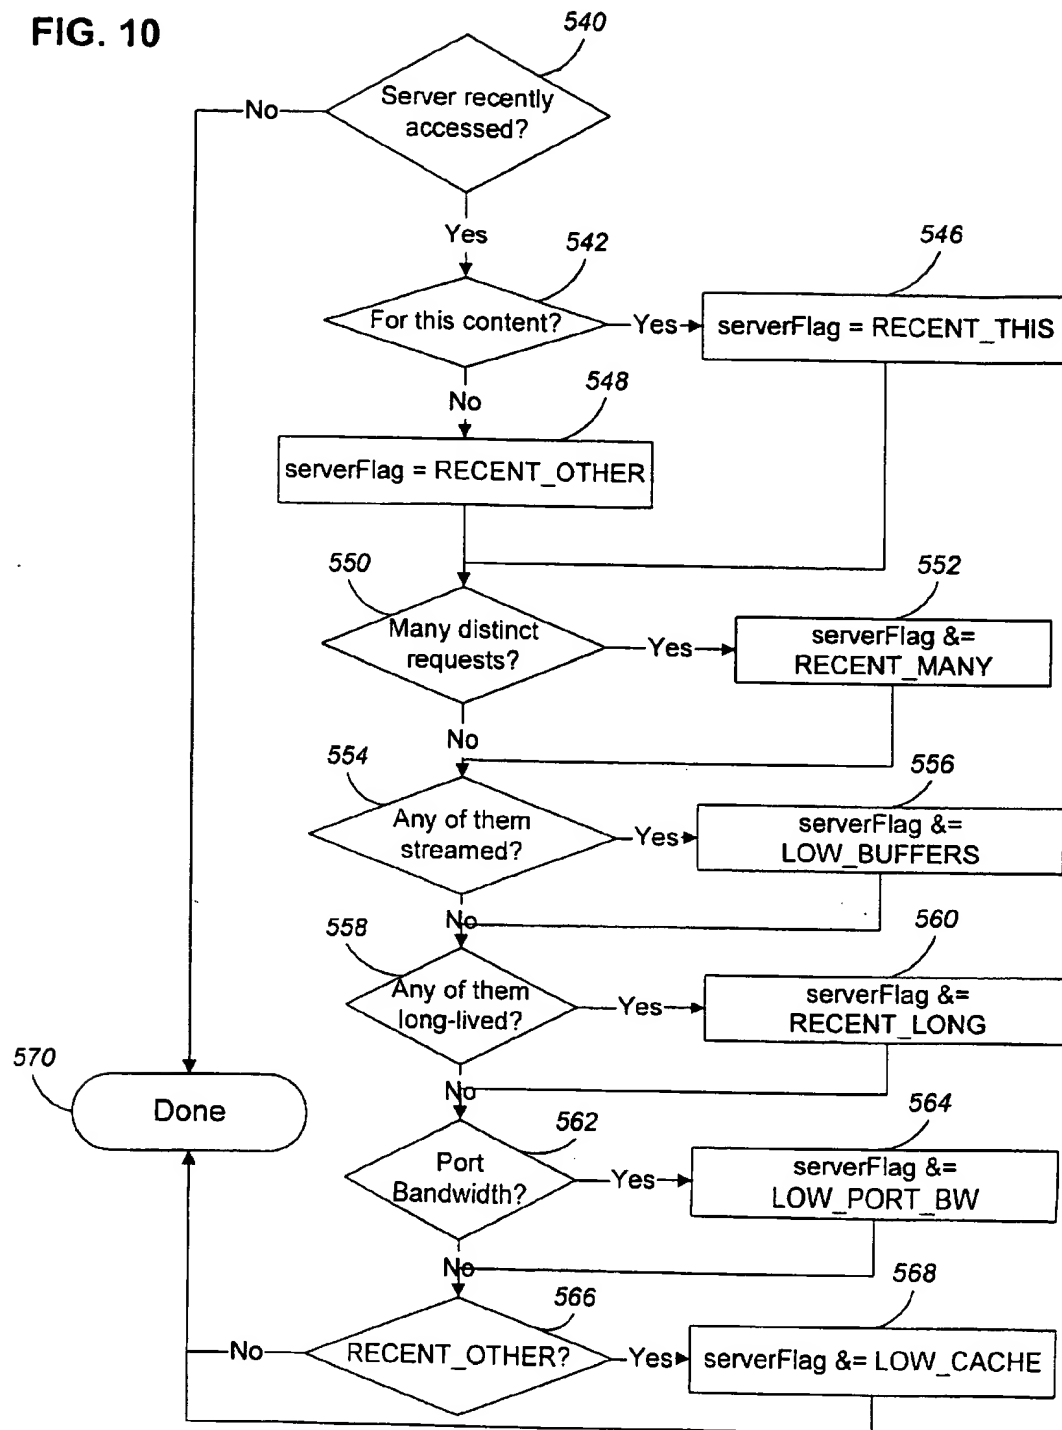 FIG. 10
540
Server recently
accessed?
No
Yes
542
For this content?
Yes
546
serverFlag = RECENT_THIS
No
548
serverFlag = RECENT_OTHER
550
Many distinct
requests?
Yes
552
serverFlag &=
RECENT_MANY
No
554
Any of them
streamed?
Yes
556
serverFlag &=
LOW_BUFFERS
No
558
Any of them
long-lived?
Yes
560
serverFlag &=
RECENT_LONG
570
Done
No
562
Port
Bandwidth?
Yes
564
serverFlag &=
LOW_PORT_BW
No
566
RECENT_OTHER?
No
Yes
568
serverFlag &= LOW_CACHE